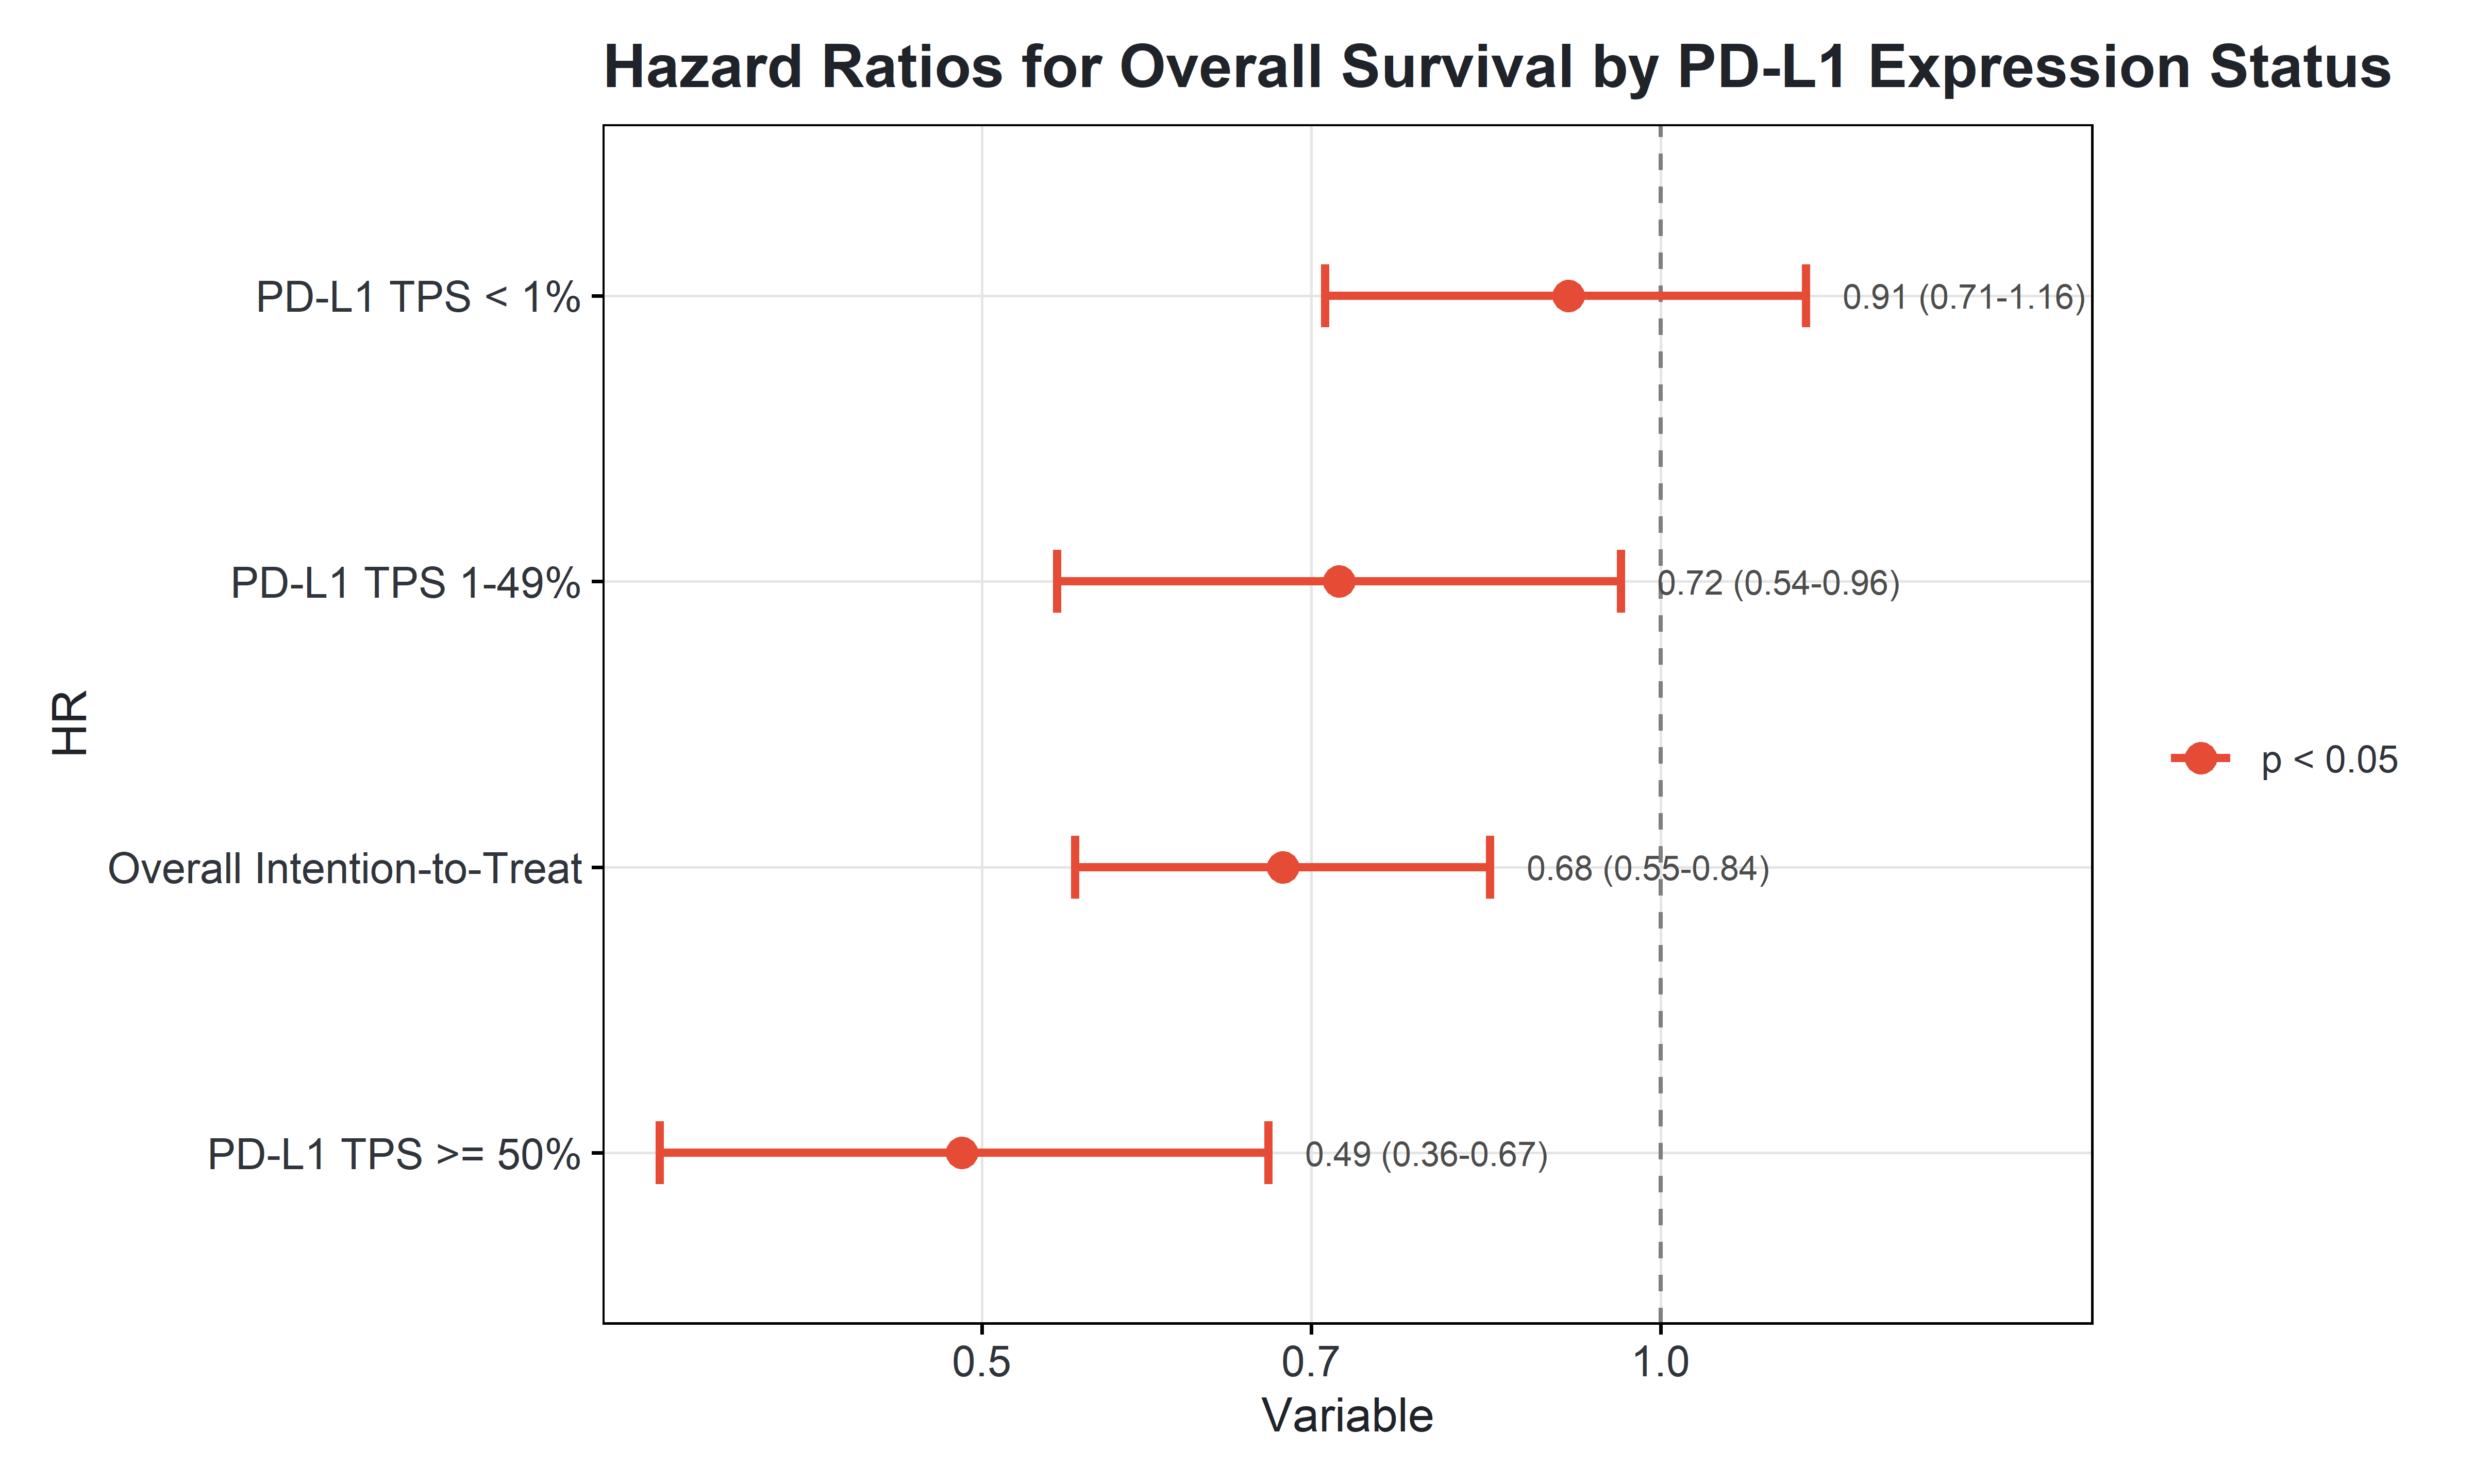 Hazard Ratios for Overall Survival by PD-L1 Expression Status
PD-L1 TPS < 1%
0.91 (0.71-1.16)
PD-L1 TPS 1-49%
0.72 (0.54-0.96)
HR
p < 0.05
Overall Intention-to-Treat
0.68 (0.55-0.84)
PD-L1 TPS >= 50%
0.49 (0.36-0.67)
0.5 0.7 1.0
Variable